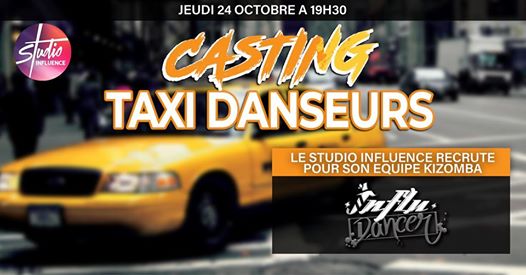 JEUDI 24 OCTOBRE A 19H30
Studio
INFLUENCE
CASTING
TAXI DANSEURS
LE STUDIO INFLUENCE RECRUTE
POUR SON EQUIPE KIZOMBA
Influ
Dancer